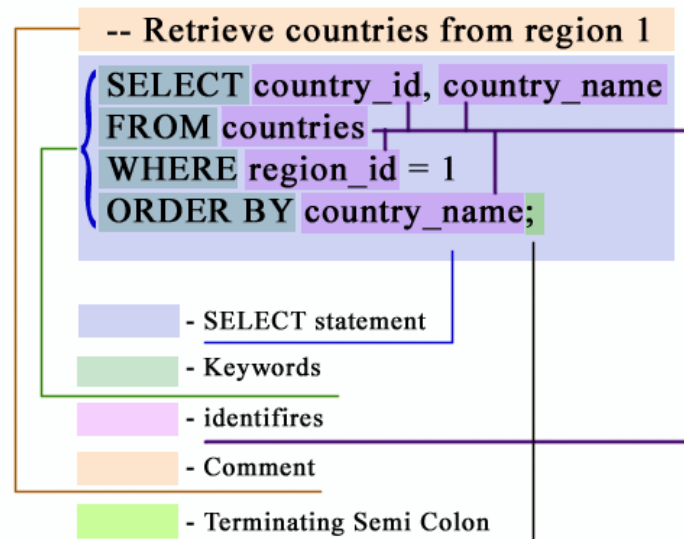 -- Retrieve countries from region 1
SELECT country_id, country_name
FROM countries
WHERE region_id = 1
ORDER BY country_name;
- SELECT statement
- Keywords
- identifires
- Comment
- Terminating Semi Colon